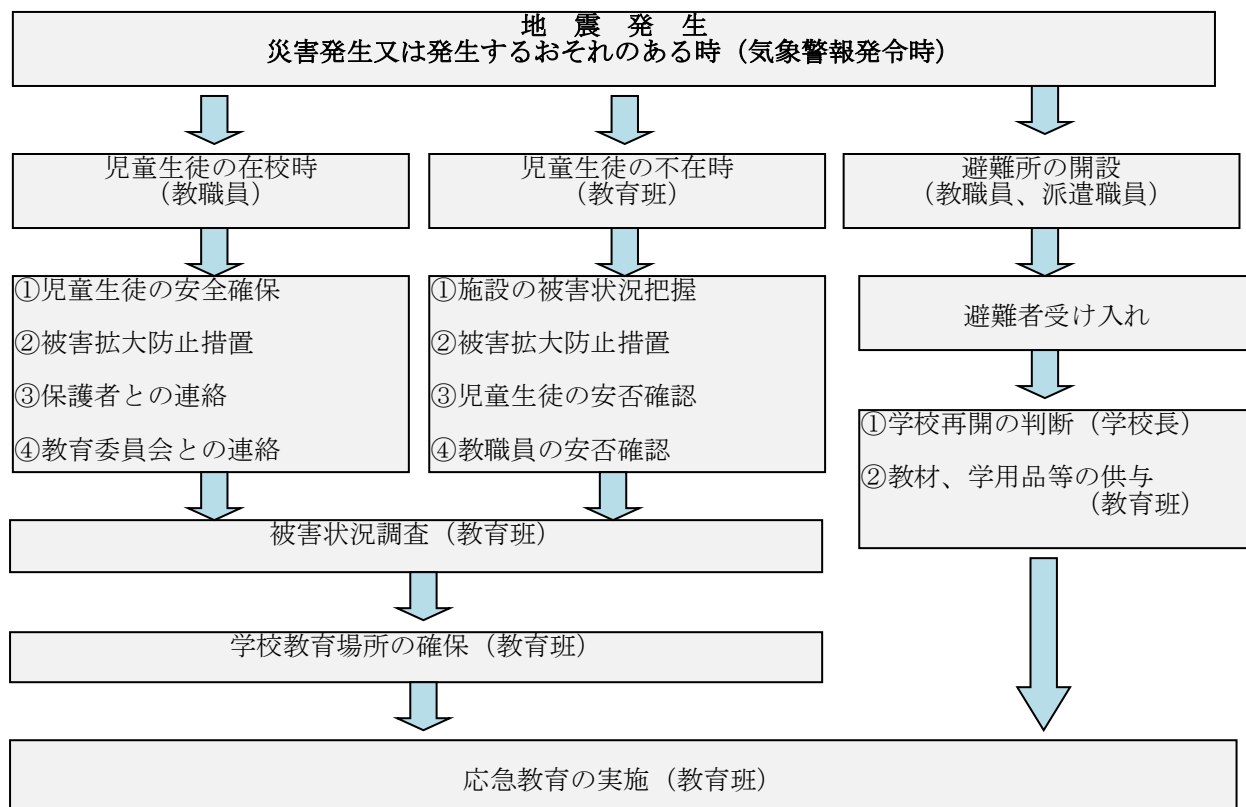 地　震　発　生
災害発生又は発生するおそれのある時（気象警報発令時）
児童生徒の在校時
（教職員）
児童生徒の不在時
（教育班）
避難所の開設
（教職員、派遣職員）
①児童生徒の安全確保
②被害拡大防止措置
③保護者との連絡
④教育委員会との連絡
①施設の被害状況把握
②被害拡大防止措置
③児童生徒の安否確認
④教職員の安否確認
避難者受け入れ
①学校再開の判断（学校長）
②教材、学用品等の供与
（教育班）
被害状況調査（教育班）
学校教育場所の確保（教育班）
応急教育の実施（教育班）